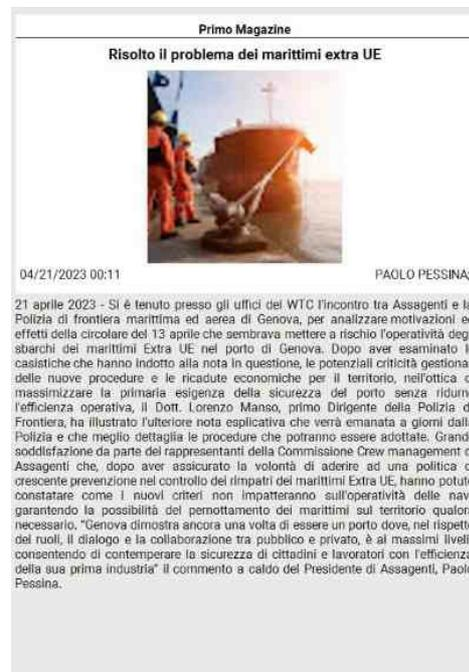 Primo Magazine
Risolto il problema dei marittimi extra UE
04/21/2023 00:11 PAOLO PESSINA;
21 aprile 2023 - Si è tenuto presso gli uffici del WTC l'incontro tra Assagenti e la
Polizia di frontiera marittima ed aerea di Genova, per analizzare motivazioni ed
effetti della circolare del 13 aprile che sembrava mettere a rischio l'operatività degl
sbarchi dei marittimi Extra UE nel porto di Genova. Dopo aver esaminato l
casistiche che hanno indotto alla nota in questione, le potenziali criticità gestional
delle nuove procedure e le ricadute economiche per il territorio, nell'ottica d
massimizzare la primaria esigenza della sicurezza del porto senza ridurn
l'efficienza operativa, il Dott. Lorenzo Manso, primo Dirigente della Polizia d
Frontiera, ha illustrato l'ulteriore nota esplicativa che verrà emanata a giorni dalla
Polizia e che meglio dettaglia le procedure che potranno essere adottate. Grand
soddisfazione da parte dei rappresentanti della Commissione Crew management d
Assagenti che, dopo aver assicurato la volontà di aderire ad una politica d
crescente prevenzione nel controllo dei rimpatri dei marittimi Extra UE, hanno potuto
constatare come i nuovi criteri non impatteranno sull'operatività delle nav
garantendo la possibilità del pernottamento dei marittimi sul territorio qualora
necessario. "Genova dimostra ancora una volta di essere un porto dove, nel rispetto
dei ruoli, il dialogo e la collaborazione tra pubblico e privato, è ai massimi livelli
consentendo di contemperare la sicurezza di cittadini e lavoratori con l'efficienza
della sua prima industria" il commento a caldo del Presidente di Assagenti, Paolo
Pessina.